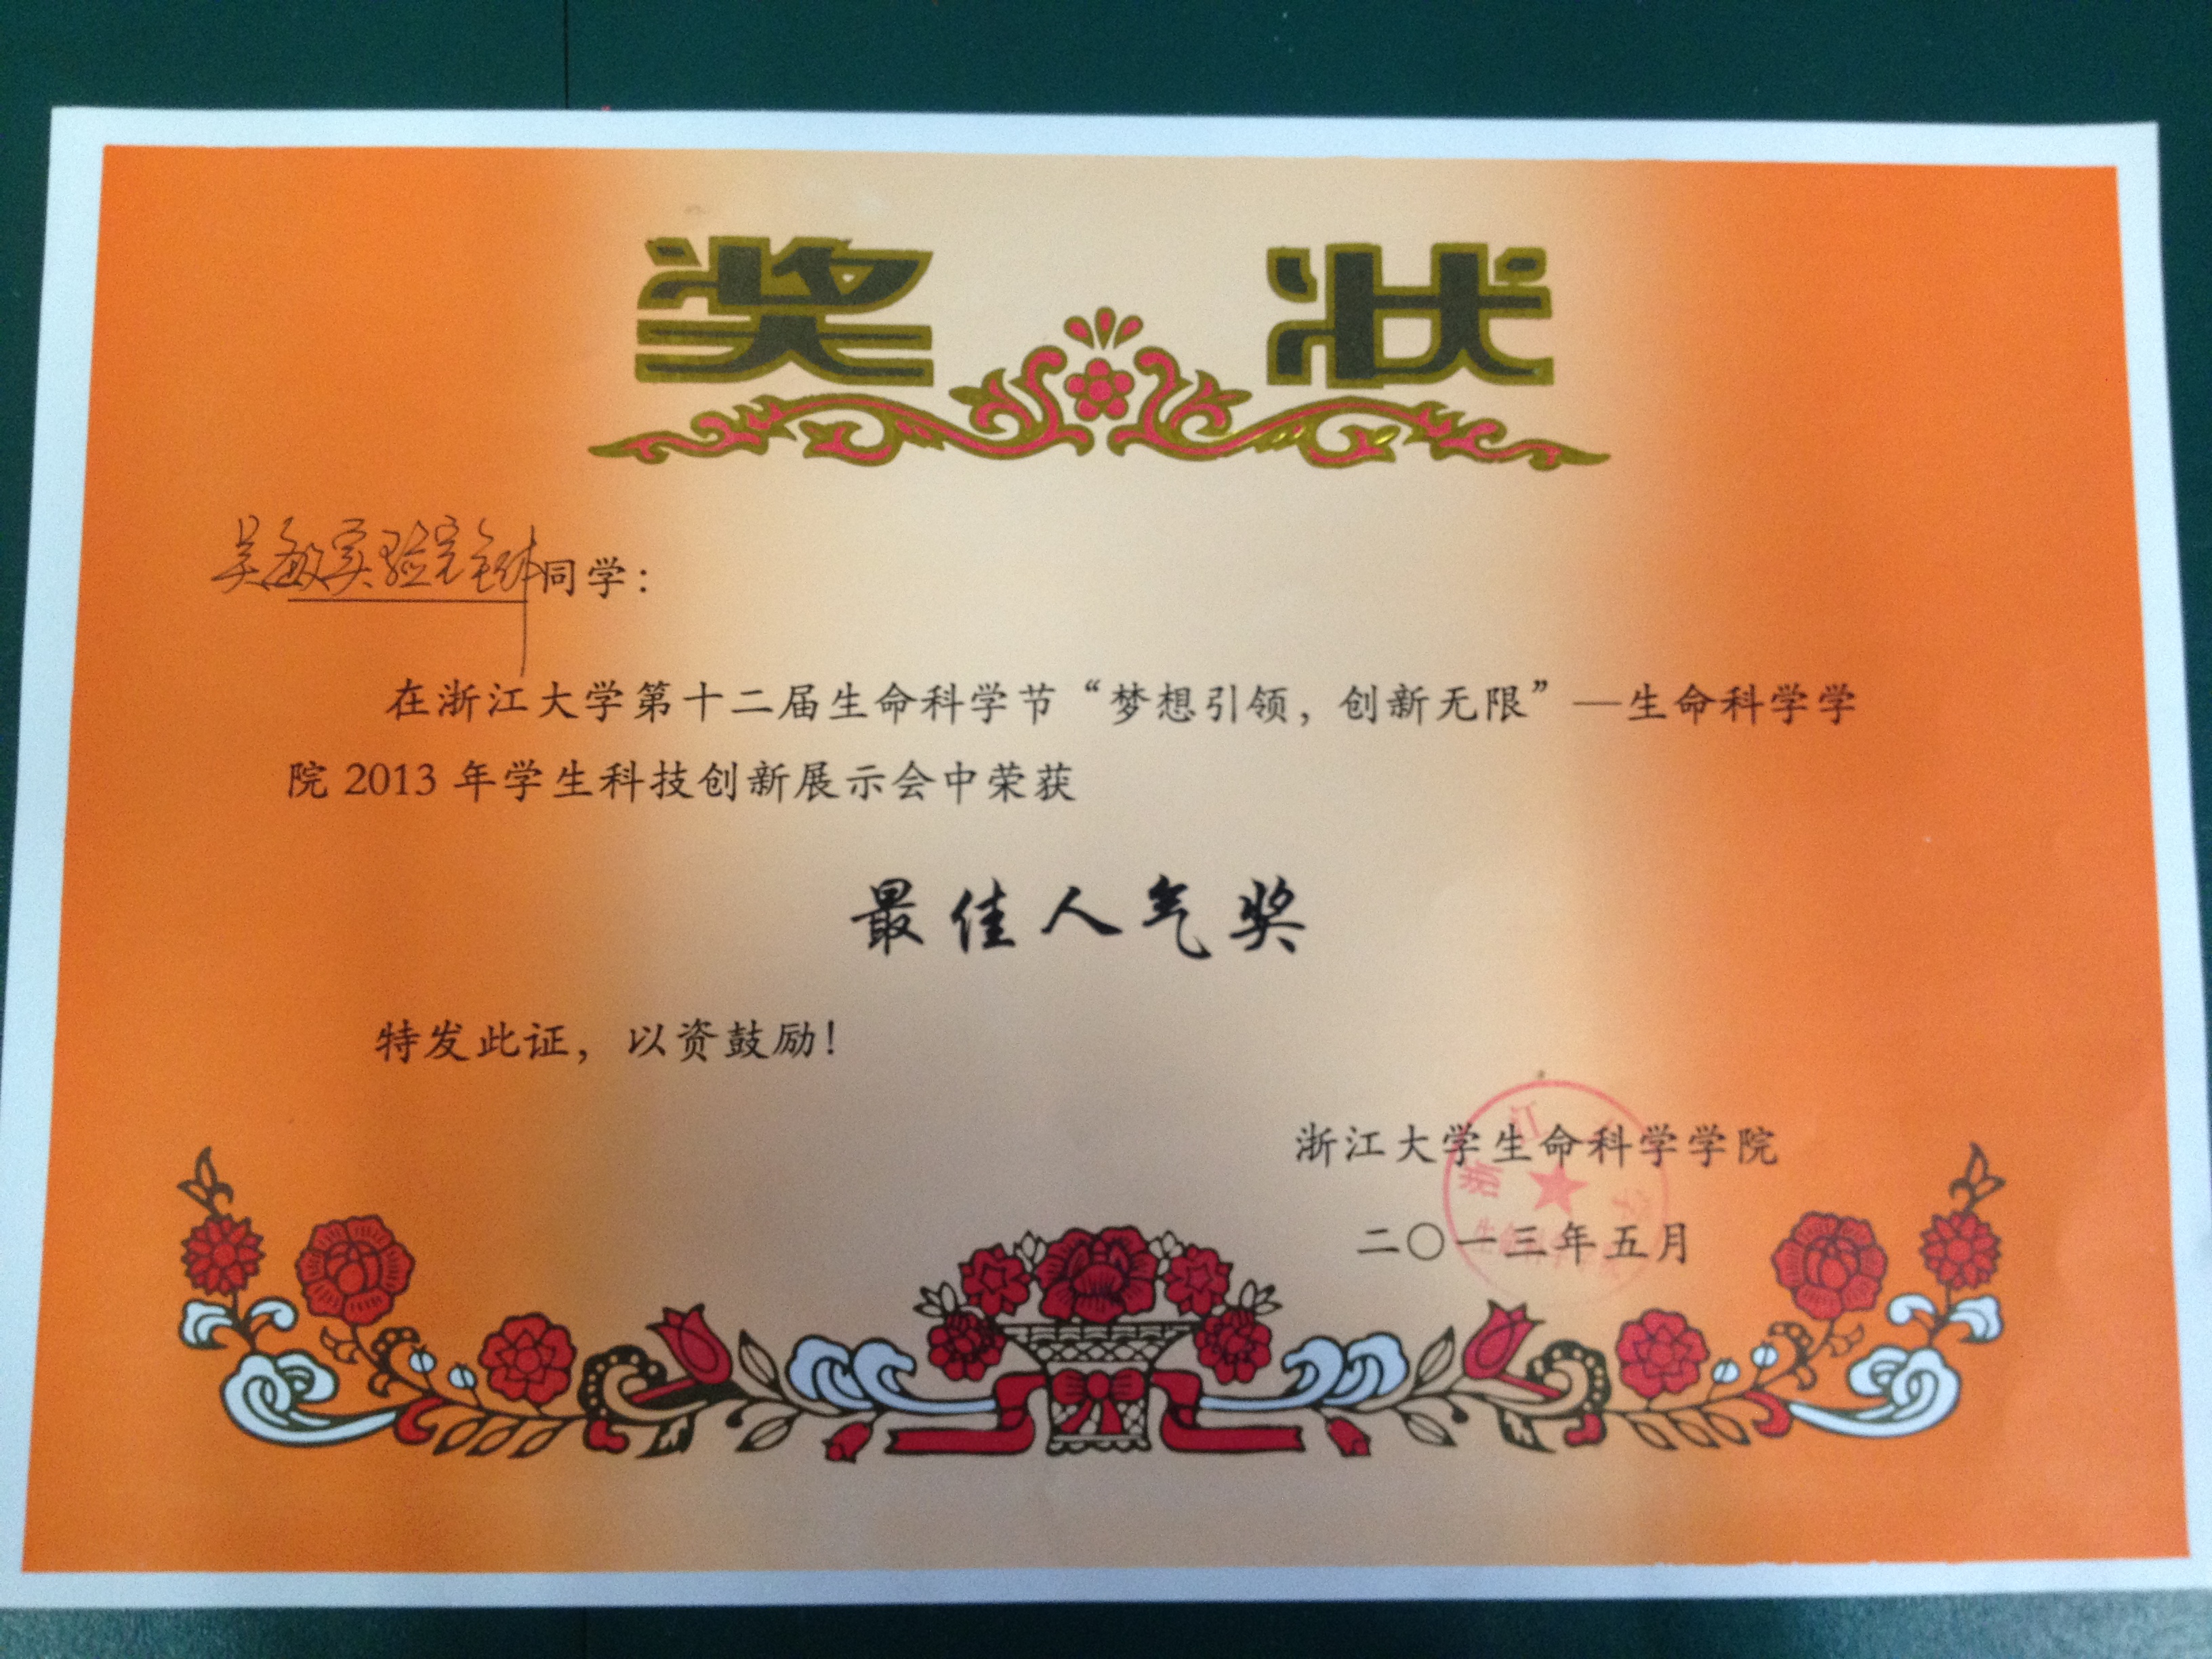 奖 状
吴敏实验室全体同学：
在浙江大学第十二届生命科学节“梦想引领，创新无限”—生命科学学
院 2013 年学生科技创新展示会中荣获
最佳人气奖
特发此证，以资鼓励！
浙江大学生命科学学院
二〇一三年五月